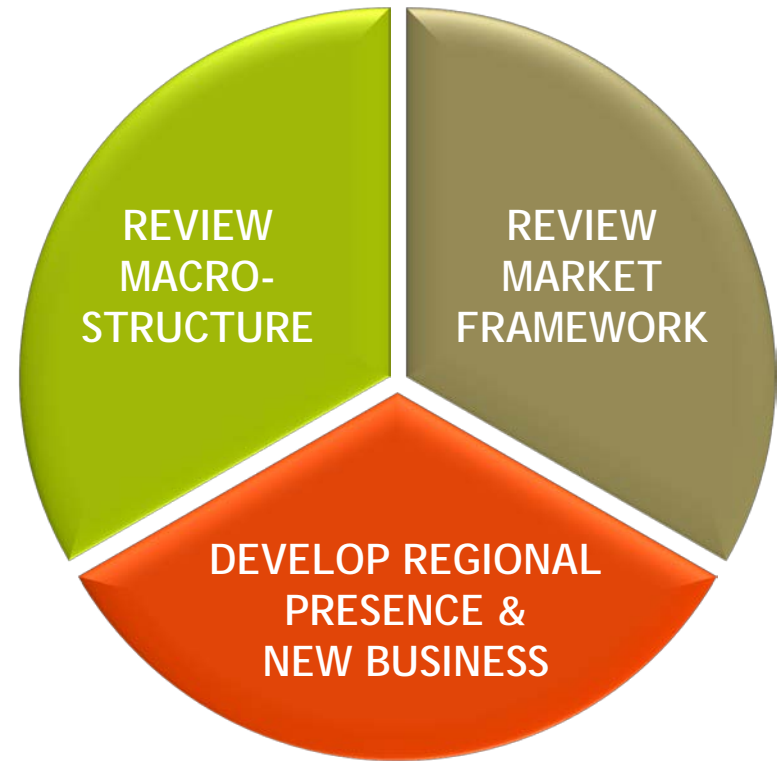 REVIEW
MACRO-
STRUCTURE
REVIEW
MARKET
FRAMEWORK
DEVELOP REGIONAL
PRESENCE &
NEW BUSINESS